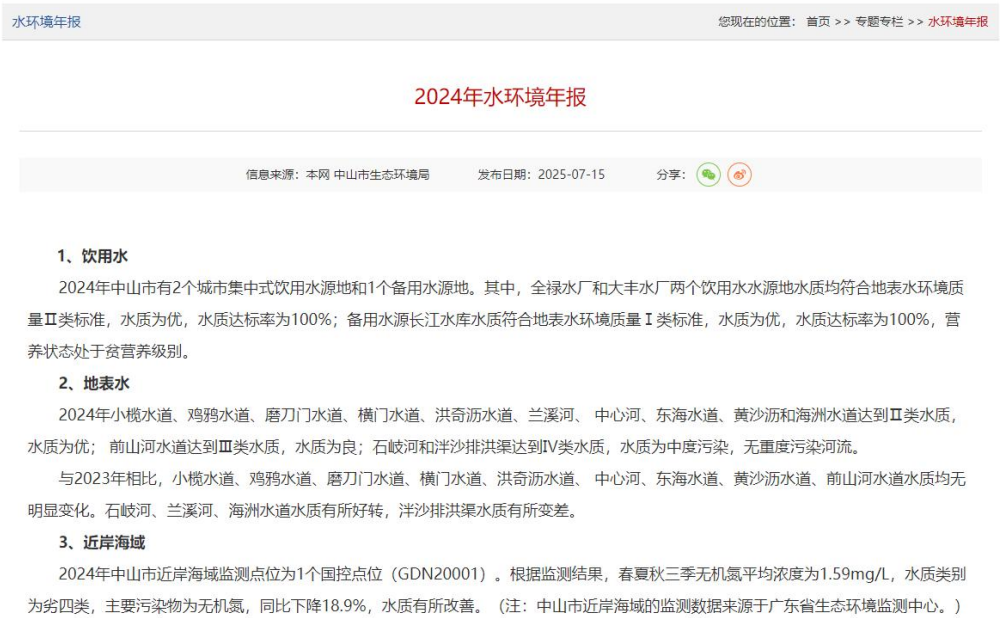 水环境年报
您现在的位置： 首页 >> 专题专栏 >> 水环境年报
2024年水环境年报
信息来源：本网 中山市生态环境局 发布日期：2025-07-15 分享：
1、饮用水
2024年中山市有2个城市集中式饮用水源地和1个备用水源地。其中，全禄水厂和大丰水厂两个饮用水水源地水质均符合地表水环境质
量Ⅱ类标准，水质为优，水质达标率为100%；备用水源长江水库水质符合地表水环境质量Ⅰ类标准，水质为优，水质达标率为100%，营
养状态处于贫营养级别。
2、地表水
2024年小榄水道、鸡鸦水道、磨刀门水道、横门水道、洪奇沥水道、兰溪河、 中心河、东海水道、黄沙沥和海洲水道达到Ⅱ类水质，
水质为优； 前山河水道达到Ⅲ类水质，水质为良；石岐河和泮沙排洪渠达到Ⅳ类水质，水质为中度污染，无重度污染河流。
与2023年相比，小榄水道、鸡鸦水道、磨刀门水道、横门水道、洪奇沥水道、 中心河、东海水道、黄沙沥水道、前山河水道水质均无
明显变化。石岐河、兰溪河、海洲水道水质有所好转，泮沙排洪渠水质有所变差。
3、近岸海域
2024年中山市近岸海域监测点位为1个国控点位（GDN20001）。根据监测结果，春夏秋三季无机氮平均浓度为1.59mg/L，水质类别
为劣四类，主要污染物为无机氮，同比下降18.9%，水质有所改善。（注：中山市近岸海域的监测数据来源于广东省生态环境监测中心。）